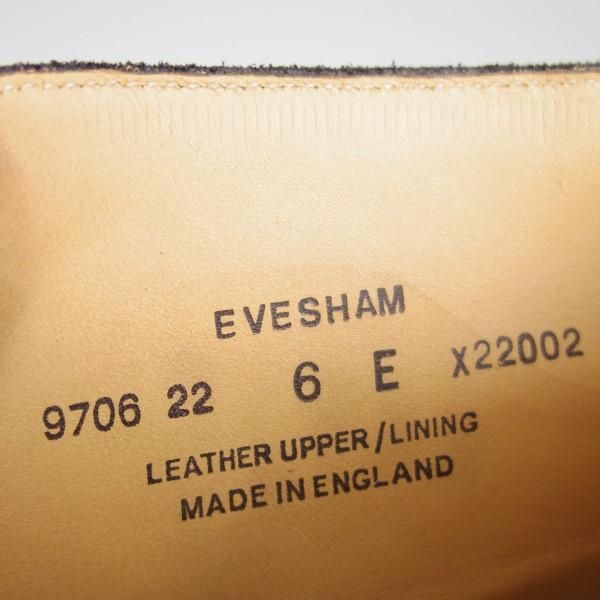 EVESHAM
9706 22 6 E X22002
LEATHER UPPER/LINING
MADE IN ENGLAND